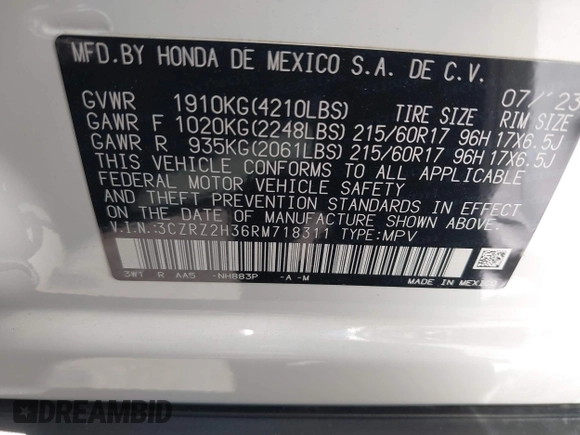 MFD.BY HONDA DE MEXICO S.A. DE C.V.
07/'23
GVWR 1910KG(4210LBS) TIRE SIZE RIM SIZE
GAWR F 1020KG(2248LBS) 215/60R17 96H 17X6.5J
GAWR R 935KG(2061LBS) 215/60R17 96H 17X6.5J
THIS VEHICLE CONFORMS TO ALL APPLICABLE
FEDERAL MOTOR VEHICLE SAFETY
AND THEFT PREVENTION STANDARDS IN EFFECT
ON THE DATE OF MANUFACTURE SHOWN ABOVE.
V.I.N.:3CZRZ2H36RM718311 TYPE:MPV
3W1 R AA5 -NH883P -A -M
MADE IN MEXICO
DREAMBID